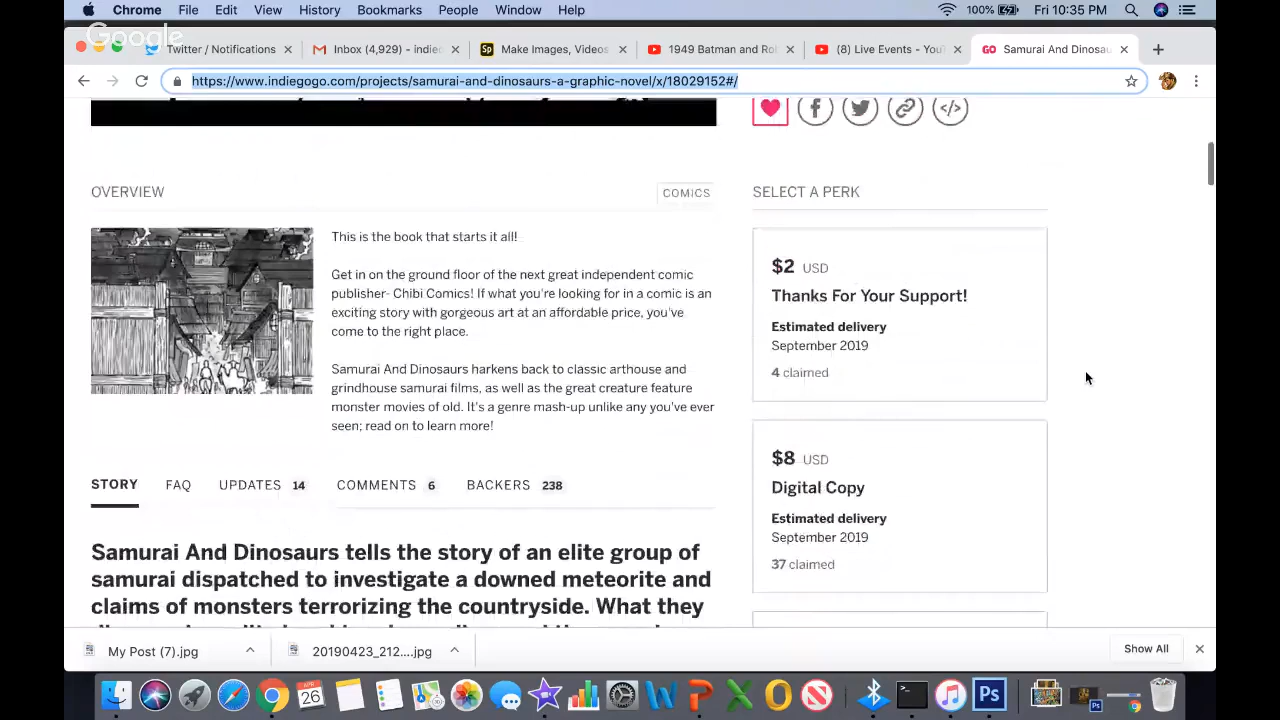 Chrome File Edit View History Bookmarks People Window Help 100% Fri 10:35 PM
Google
Twitter / Notifications Inbox (4,929) - indie Make Images, Videos 1949 Batman and Ro (3) Live Events - You GO Samurai And Dinosau
https://www.indiegogo.com/projects/samurai-and-dinosaurs-a-graphic-novel/x/18029152#/
OVERVIEW
COMICS
This is the book that starts it all!
Get in on the ground floor of the next great independent comic
publisher- Chibi Comics! If what you're looking for in a comic is an
exciting story with gorgeous art at an affordable price, you've
come to the right place.
Samurai And Dinosaurs harkens back to classic arthouse and
grindhouse samurai films, as well as the great creature feature
monster movies of old. It's a genre mash-up unlike any you've ever
seen; read on to learn more!
STORY FAQ UPDATES 14 COMMENTS 6 BACKERS 238
Samurai And Dinosaurs tells the story of an elite group of
samurai dispatched to investigate a downed meteorite and
claims of monsters terrorizing the countryside. What they
SELECT A PERK
$2 USD
Thanks For Your Support!
Estimated delivery
September 2019
4 claimed
$8 USD
Digital Copy
Estimated delivery
September 2019
37 claimed
My Post (7).jpg 20190423_212....jpg Show All
APR
26
Ps